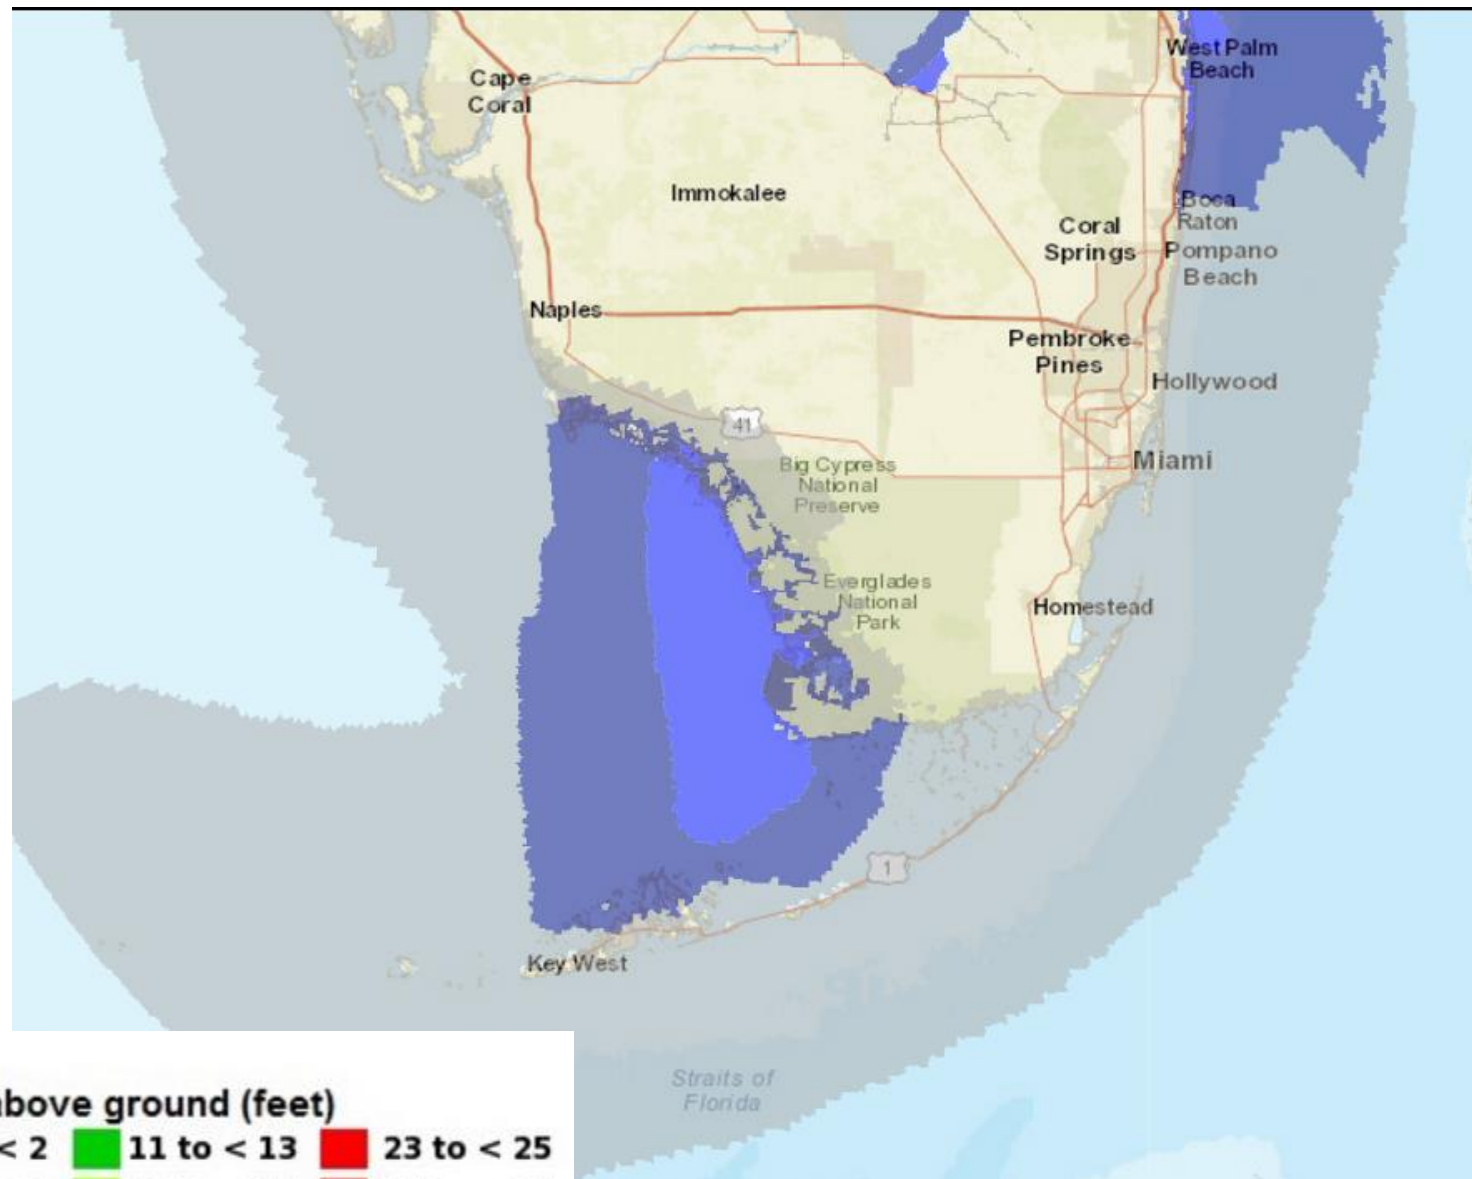 West Palm
Beach
Cape
Coral
Immokalee
Boca
Raton
Coral
Springs
Pompano
Beach
Naples
Pembroke
Pines
Hollywood
41
Miami
Big Cypress
National
Preserve
Everglades
National
Park
Homestead
1
Key West
Straits of
Florida
above ground (feet)
< 2 11 to < 13 23 to < 25